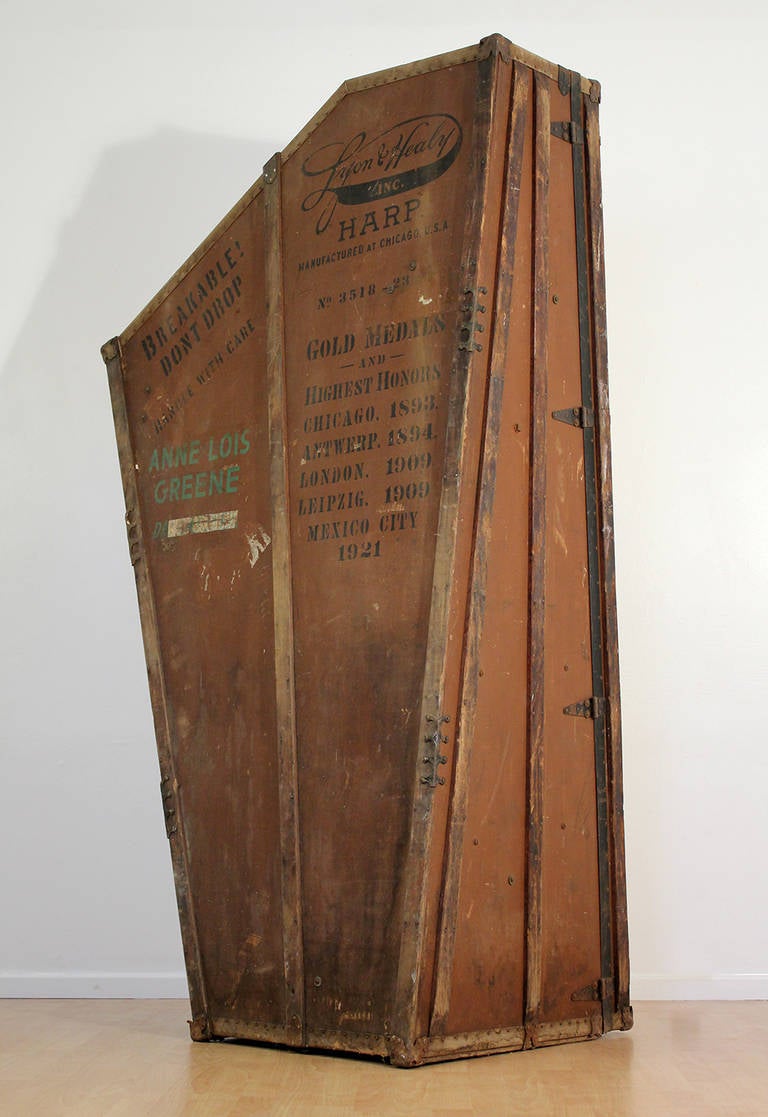 BREAKABLE!
DONT DROP
HANDLE WITH CARE
ANNE LOIS
GREENE
Lyon & Healy
INC.
HARP
MANUFACTURED AT CHICAGO, U.S.A.
No 3518 - 23
GOLD MEDALS
— AND —
HIGHEST HONORS
CHICAGO. 1893.
ANTWERP. 1894.
LONDON. 1909
LEIPZIG. 1909
MEXICO CITY
1921